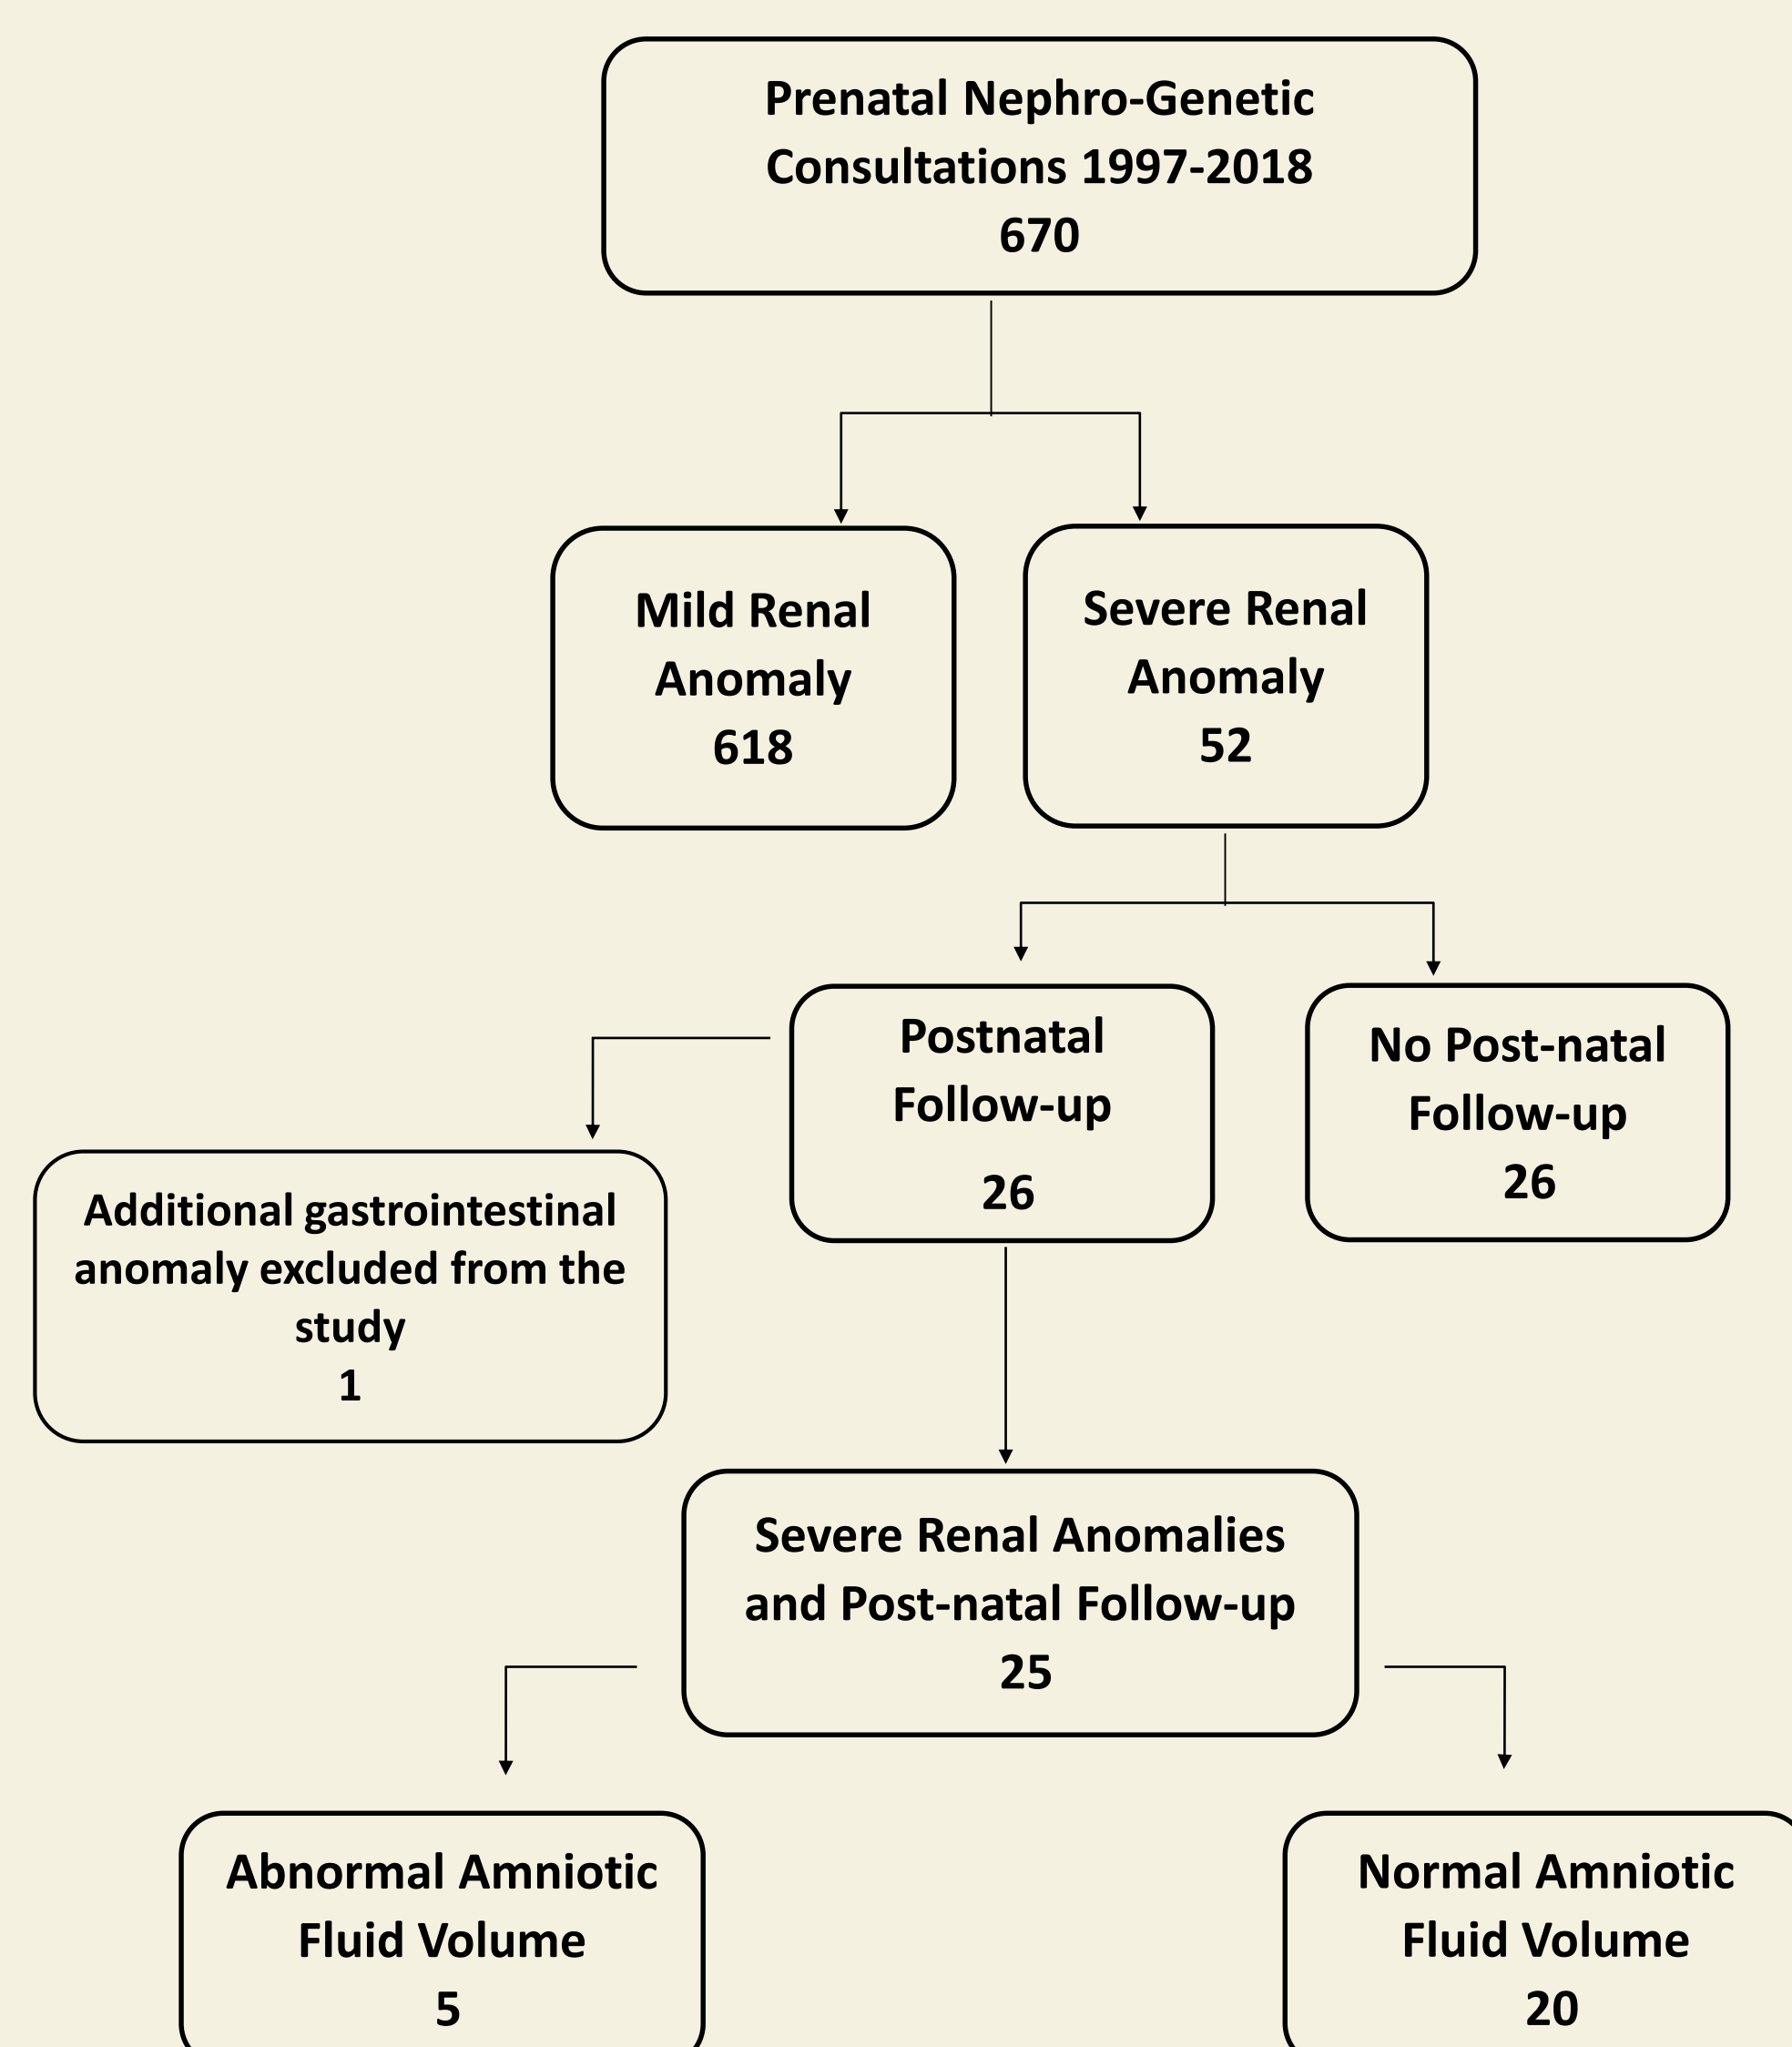 Prenatal Nephro-Genetic
Consultations 1997-2018
670
Mild Renal
Anomaly
618
Severe Renal
Anomaly
52
Postnatal
Follow-up
26
No Post-natal
Follow-up
26
Additional gastrointestinal
anomaly excluded from the
study
1
Severe Renal Anomalies
and Post-natal Follow-up
25
Abnormal Amniotic
Fluid Volume
5
Normal Amniotic
Fluid Volume
20